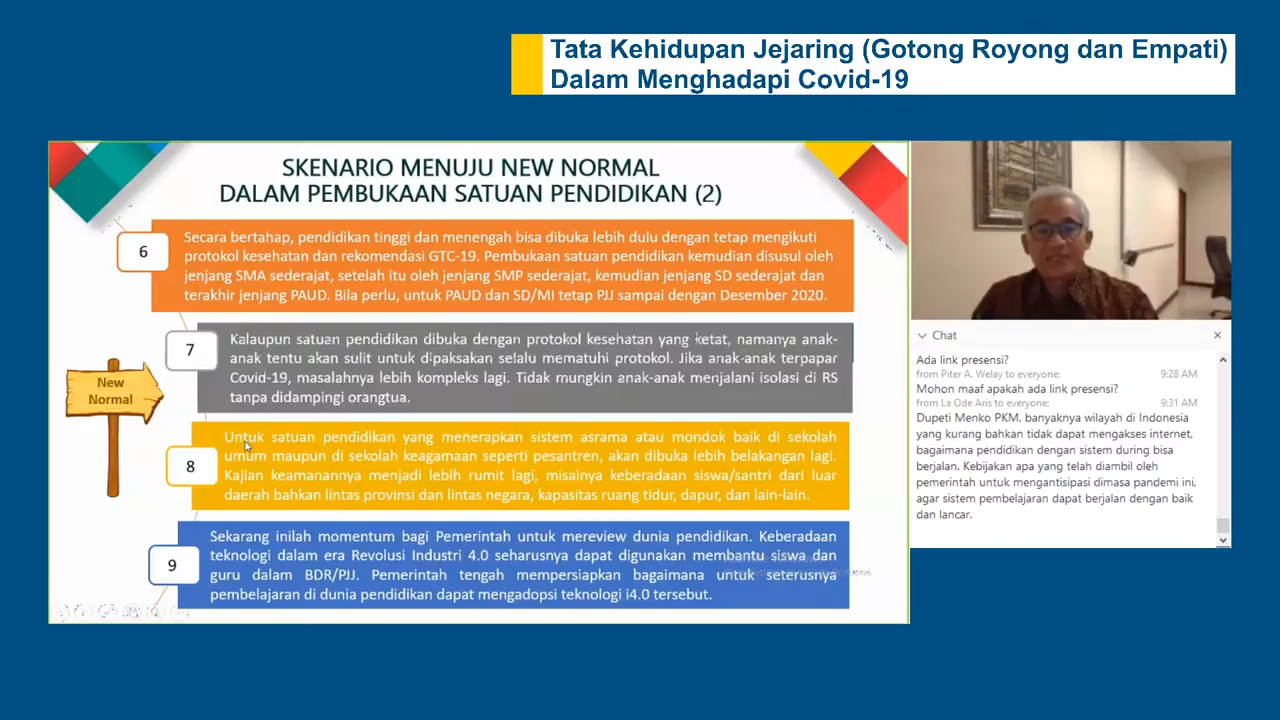 Tata Kehidupan Jejaring (Gotong Royong dan Empati)
Dalam Menghadapi Covid-19
SKENARIO MENUJU NEW NORMAL
DALAM PEMBUKAAN SATUAN PENDIDIKAN (2)
6
Secara bertahap, pendidikan tinggi dan menengah bisa dibuka lebih dulu dengan tetap mengikuti
protokol kesehatan dan rekomendasi GTC-19. Pembukaan satuan pendidikan kemudian disusul oleh
jenjang SMA sederajat, setelah itu oleh jenjang SMP sederajat, kemudian jenjang SD sederajat dan
terakhir jenjang PAUD. Bila perlu, untuk PAUD dan SD/MI tetap PJJ sampai dengan Desember 2020.
7
Kalaupun satuan pendidikan dibuka dengan protokol kesehatan yang ketat, namanya anak-
anak tentu akan sulit untuk dipaksakan selalu mematuhi protokol. Jika anak-anak terpapar
Covid-19, masalahnya lebih kompleks lagi. Tidak mungkin anak-anak menjalani isolasi di RS
tanpa didampingi orangtua.
New
Normal
8
Untuk satuan pendidikan yang menerapkan sistem asrama atau mondok baik di sekolah
umum maupun di sekolah keagamaan seperti pesantren, akan dibuka lebih belakangan lagi.
Kajian keamanannya menjadi lebih rumit lagi, misalnya keberadaan siswa/santri dari luar
daerah bahkan lintas provinsi dan lintas negara, kapasitas ruang tidur, dapur, dan lain-lain.
9
Sekarang inilah momentum bagi Pemerintah untuk mereview dunia pendidikan. Keberadaan
teknologi dalam era Revolusi Industri 4.0 seharusnya dapat digunakan membantu siswa dan
guru dalam BDR/PJJ. Pemerintah tengah mempersiapkan bagaimana untuk seterusnya
pembelajaran di dunia pendidikan dapat mengadopsi teknologi i4.0 tersebut.
Chat
Ada link presensi?
from Piter A. Welay to everyone: 9:28 AM
Mohon maaf apakah ada link presensi?
from La Ode Aris to everyone: 9:31 AM
Dupeti Menko PKM, banyaknya wilayah di Indonesia
yang kurang bahkan tidak dapat mengakses internet,
bagaimana pendidikan dengan sistem during bisa
berjalan. Kebijakan apa yang telah diambil oleh
pemerintah untuk mengantisipasi dimasa pandemi ini,
agar sistem pembelajaran dapat berjalan dengan baik
dan lancar.